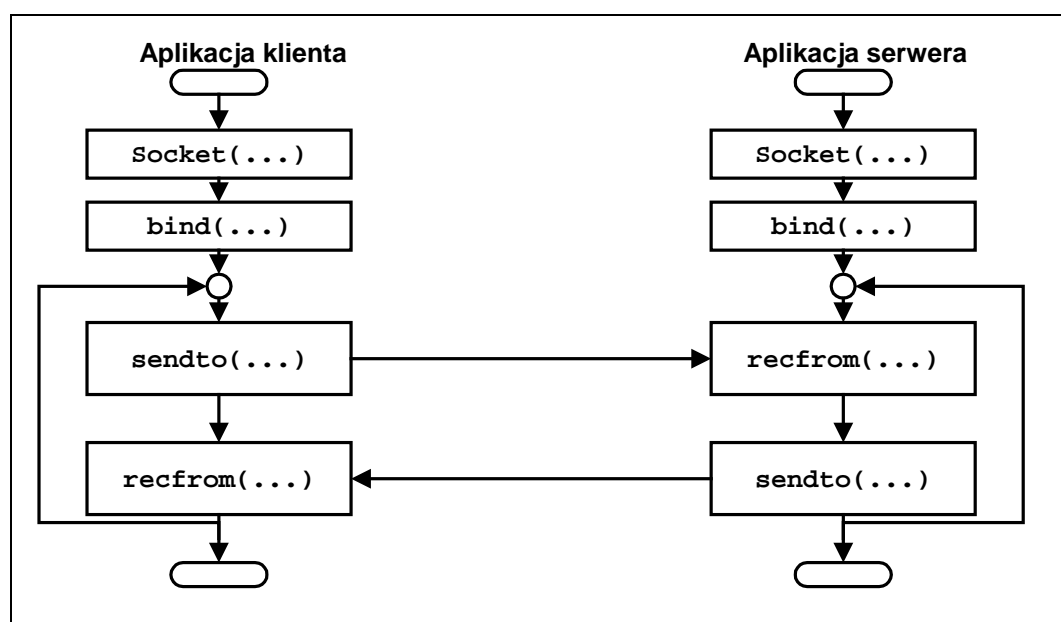 Aplikacja klienta
Socket(...)
bind(...)
sendto(...)
recfrom(...)
Aplikacja serwera
Socket(...)
bind(...)
recfrom(...)
sendto(...)